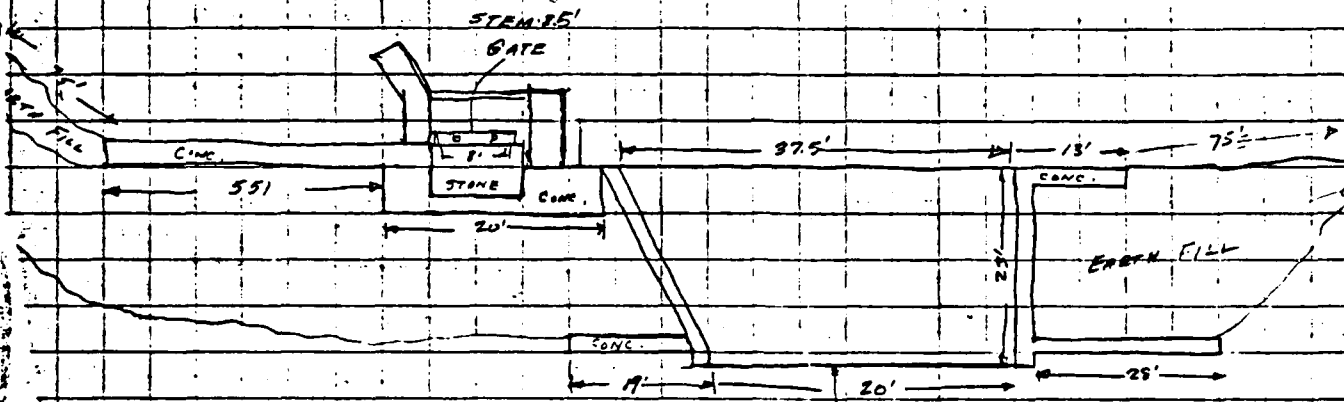 STEM 8.5'
GATE
FILL
CONC.
8'
37.5'
13'
75'±
551
STONE
CONC.
CONC.
20'
25'
EARTH FILL
CONC.
19'
20'
28'